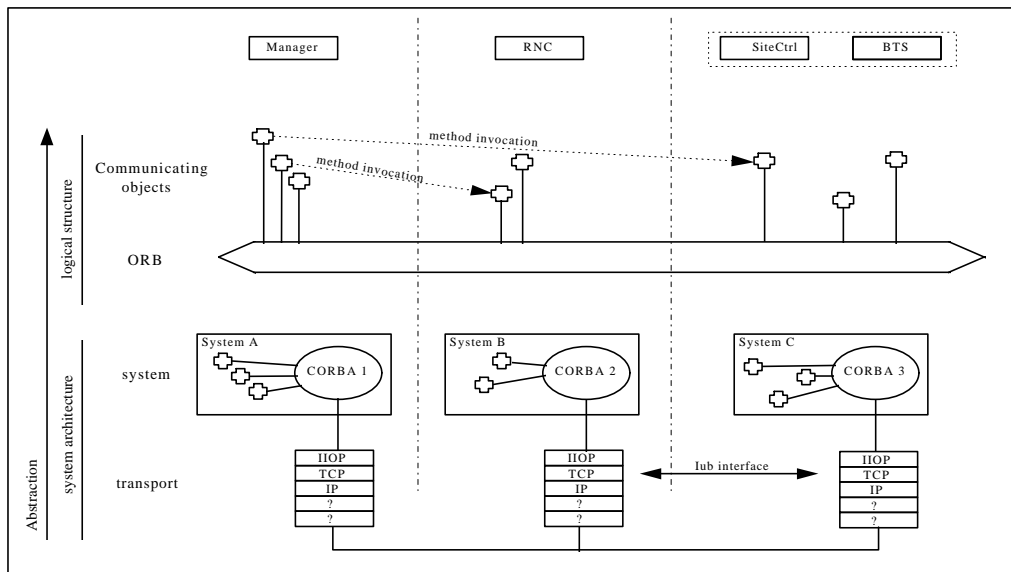 Manager
RNC
SiteCtrl
BTS
method invocation
method invocation
Communicating
objects
ORB
logical structure
System A
CORBA 1
System B
CORBA 2
System C
CORBA 3
system
system architecture
Abstraction
transport
IIOP
TCP
IP
?
?
IIOP
TCP
IP
?
?
Iub interface
IIOP
TCP
IP
?
?